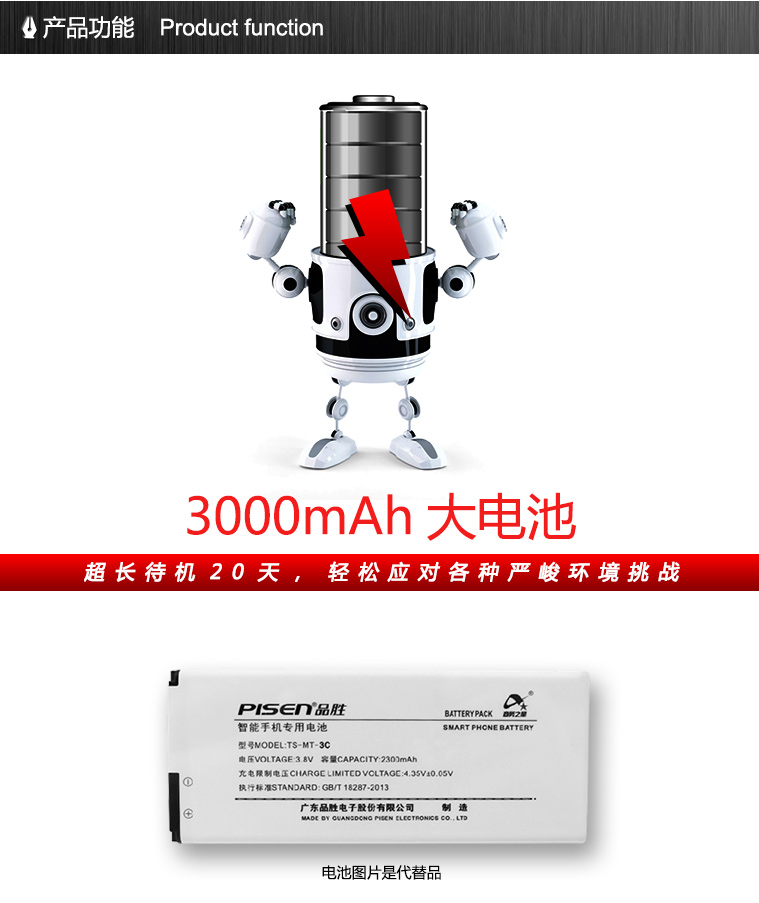 产品功能 Product function
3000mAh 大电池
超长待机20天，轻松应对各种严峻环境挑战
PISEN®品胜
BATTERYPACK 商务之星®
智能手机专用电池 SMART PHONE BATTERY
型号MODEL:TS-MT-3C
电压VOLTAGE:3.8V 容量CAPACITY:2300mAh
充电限制电压CHARGE LIMITED VOLTAGE:4.35V±0.05V
执行标准STANDARD: GB/T 18287-2013
广东品胜电子股份有限公司 制 造
MADE BY GUANGDONG PISEN ELECTRONICS CO., LTD
电池图片是代替品